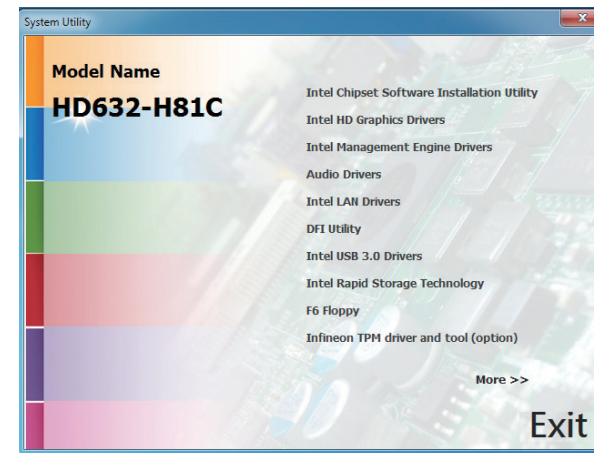 System Utility
Model Name
HD632-H81C
Intel Chipset Software Installation Utility
Intel HD Graphics Drivers
Intel Management Engine Drivers
Audio Drivers
Intel LAN Drivers
DFI Utility
Intel USB 3.0 Drivers
Intel Rapid Storage Technology
F6 Floppy
Infineon TPM driver and tool (option)
More >>
Exit